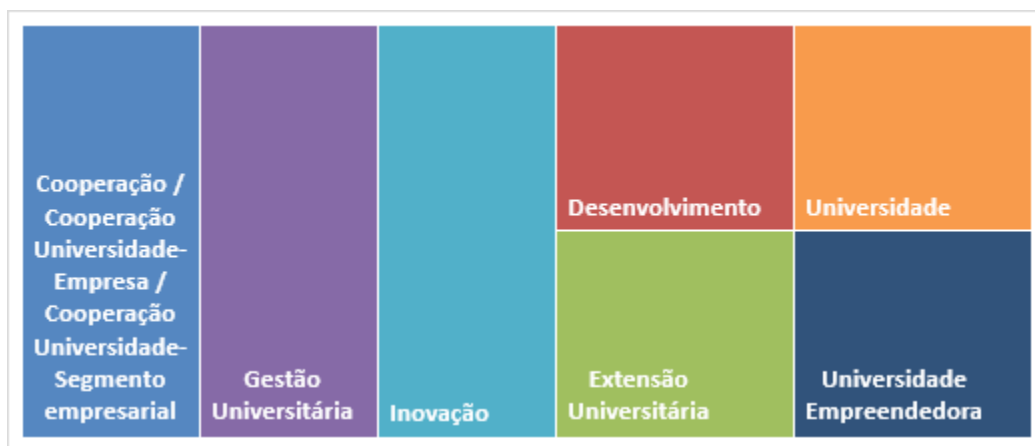 Cooperação /
Cooperação
Universidade-
Empresa /
Cooperação
Universidade-
Segmento
empresarial
Gestão
Universitária
Inovação
Desenvolvimento
Extensão
Universitária
Universidade
Universidade
Empreendedora